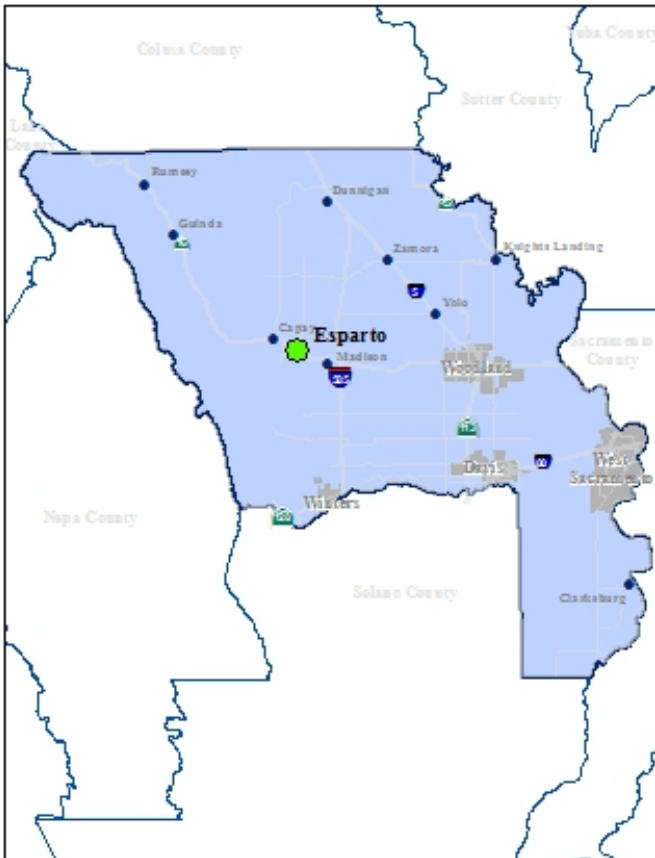 Yuba County
Colusa County
Sutter County
Lake
County
Rumsey
Dunnigan
Guinda
Zamora
Knights Landing
5
Yolo
Capay
Esparto
Sacramento
County
Madison
Woodland
505
113
Davis
80
West
Sacramento
Winters
Napa County
Solano County
Clarksburg